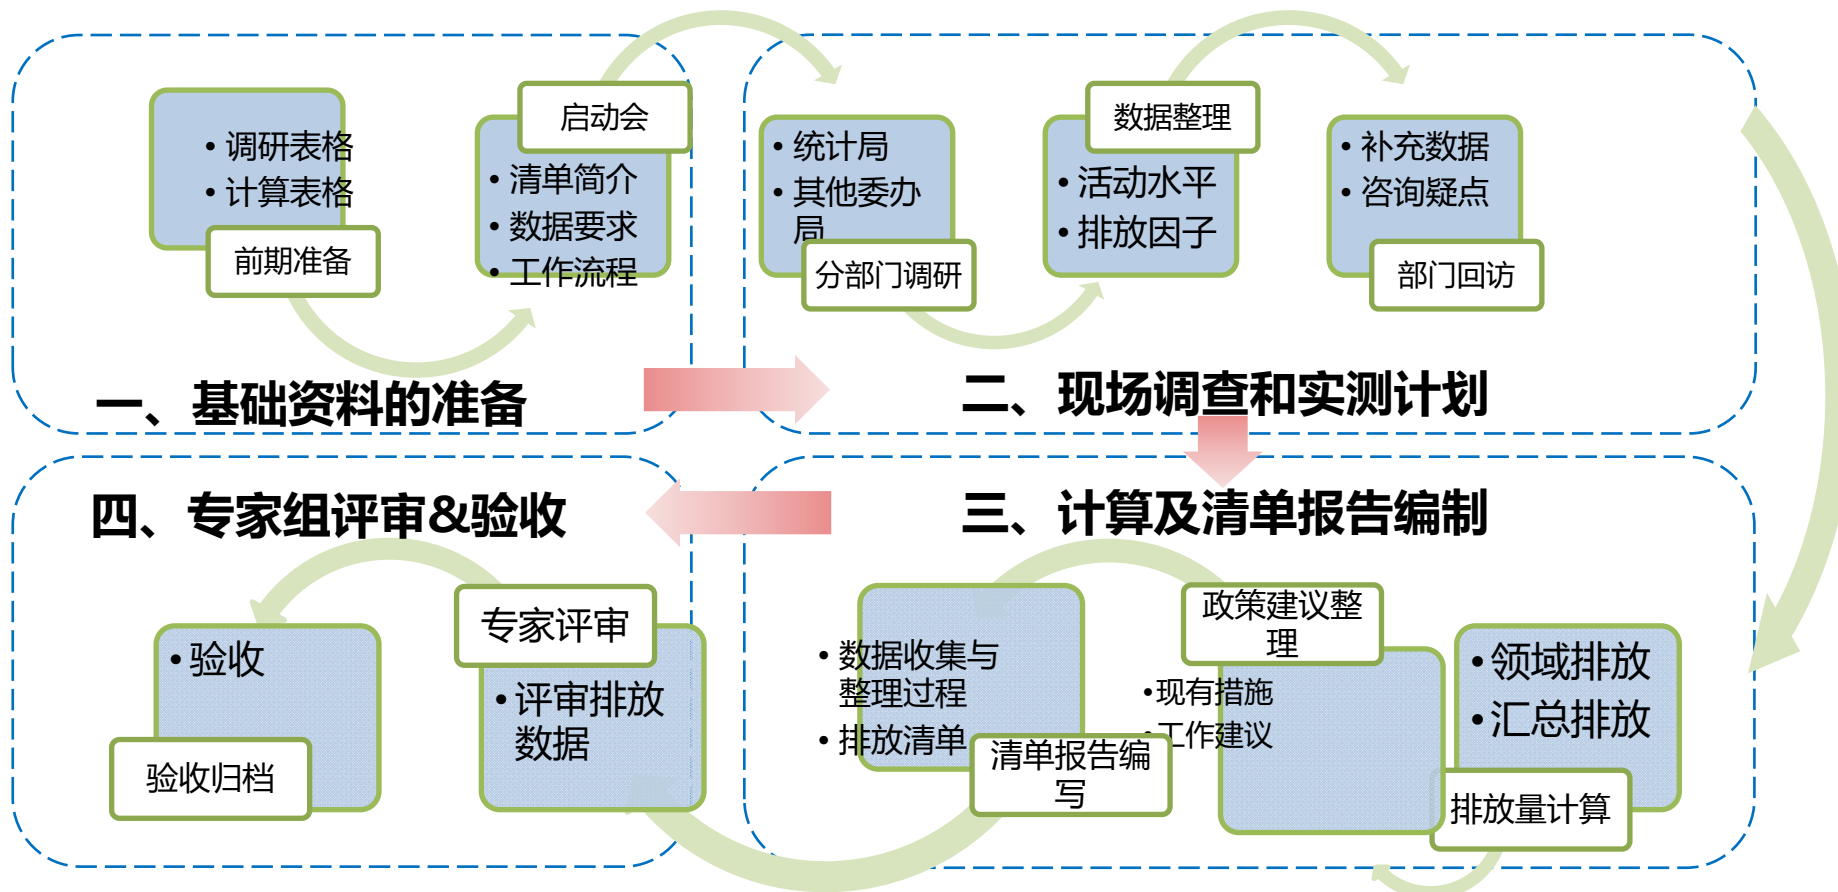 • 调研表格
• 计算表格
前期准备
启动会
• 清单简介
• 数据要求
• 工作流程
一、基础资料的准备
• 统计局
• 其他委办
局
分部门调研
数据整理
• 活动水平
• 排放因子
• 补充数据
• 咨询疑点
部门回访
二、现场调查和实测计划
三、计算及清单报告编制
• 领域排放
• 汇总排放
排放量计算
政策建议整
理
• 现有措施
• 工作建议
• 数据收集与
整理过程
• 排放清单
清单报告编
写
四、专家组评审&验收
专家评审
• 评审排放
数据
• 验收
验收归档